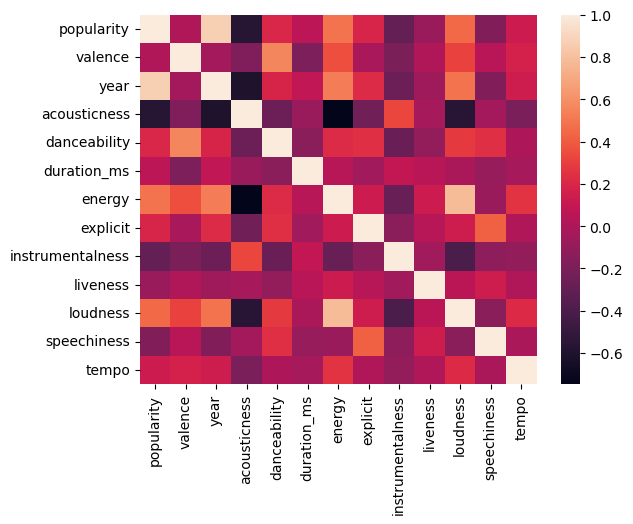 popularity
valence
year
acousticness
danceability
duration_ms
energy
explicit
instrumentalness
liveness
loudness
speechiness
tempo
popularity
valence
year
acousticness
danceability
duration_ms
energy
explicit
instrumentalness
liveness
loudness
speechiness
tempo
1.0
0.8
0.6
0.4
0.2
0.0
−0.2
−0.4
−0.6